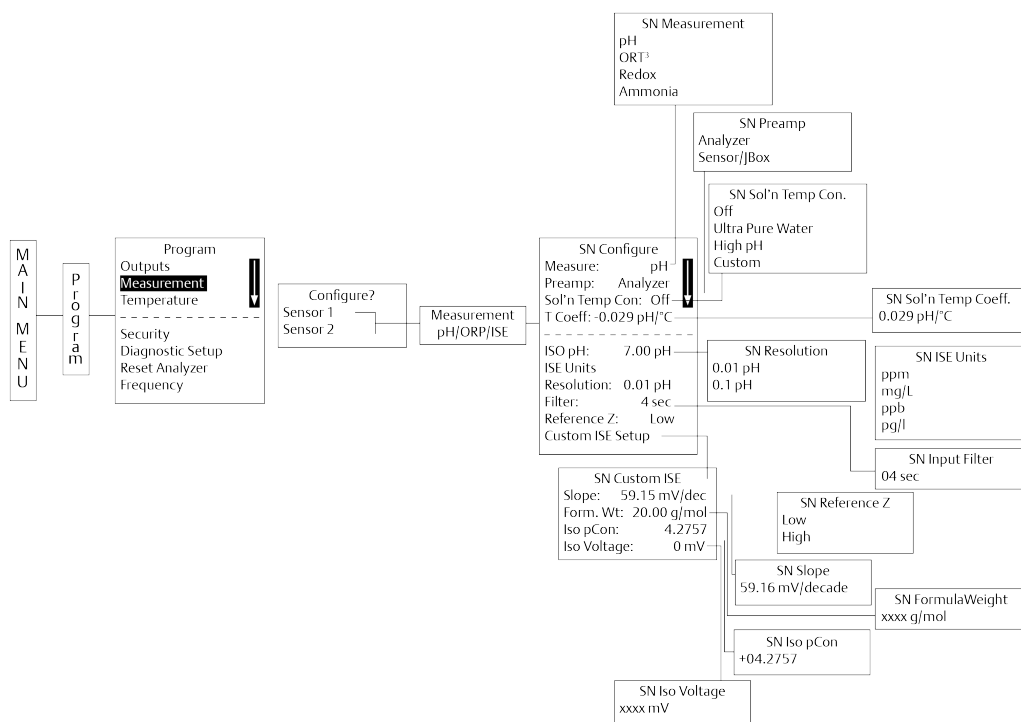 MAIN MENU
Program
Program
Outputs
Measurement
Temperature
Security
Diagnostic Setup
Reset Analyzer
Frequency
Configure?
Sensor 1
Sensor 2
Measurement
pH/ORP/ISE
SN Configure
Measure: pH
Preamp: Analyzer
Sol'n Temp Con: Off
T Coeff: -0.029 pH/°C
ISO pH: 7.00 pH
ISE Units
Resolution: 0.01 pH
Filter: 4 sec
Reference Z: Low
Custom ISE Setup
SN Measurement
pH
ORT³
Redox
Ammonia
SN Preamp
Analyzer
Sensor/JBox
SN Sol'n Temp Con.
Off
Ultra Pure Water
High pH
Custom
SN Sol'n Temp Coeff.
0.029 pH/°C
SN Resolution
0.01 pH
0.1 pH
SN ISE Units
ppm
mg/L
ppb
pg/l
SN Input Filter
04 sec
SN Custom ISE
Slope: 59.15 mV/dec
Form. Wt: 20.00 g/mol
Iso pCon: 4.2757
Iso Voltage: 0 mV
SN Reference Z
Low
High
SN Slope
59.16 mV/decade
SN FormulaWeight
xxxx g/mol
SN Iso pCon
+04.2757
SN Iso Voltage
xxxx mV